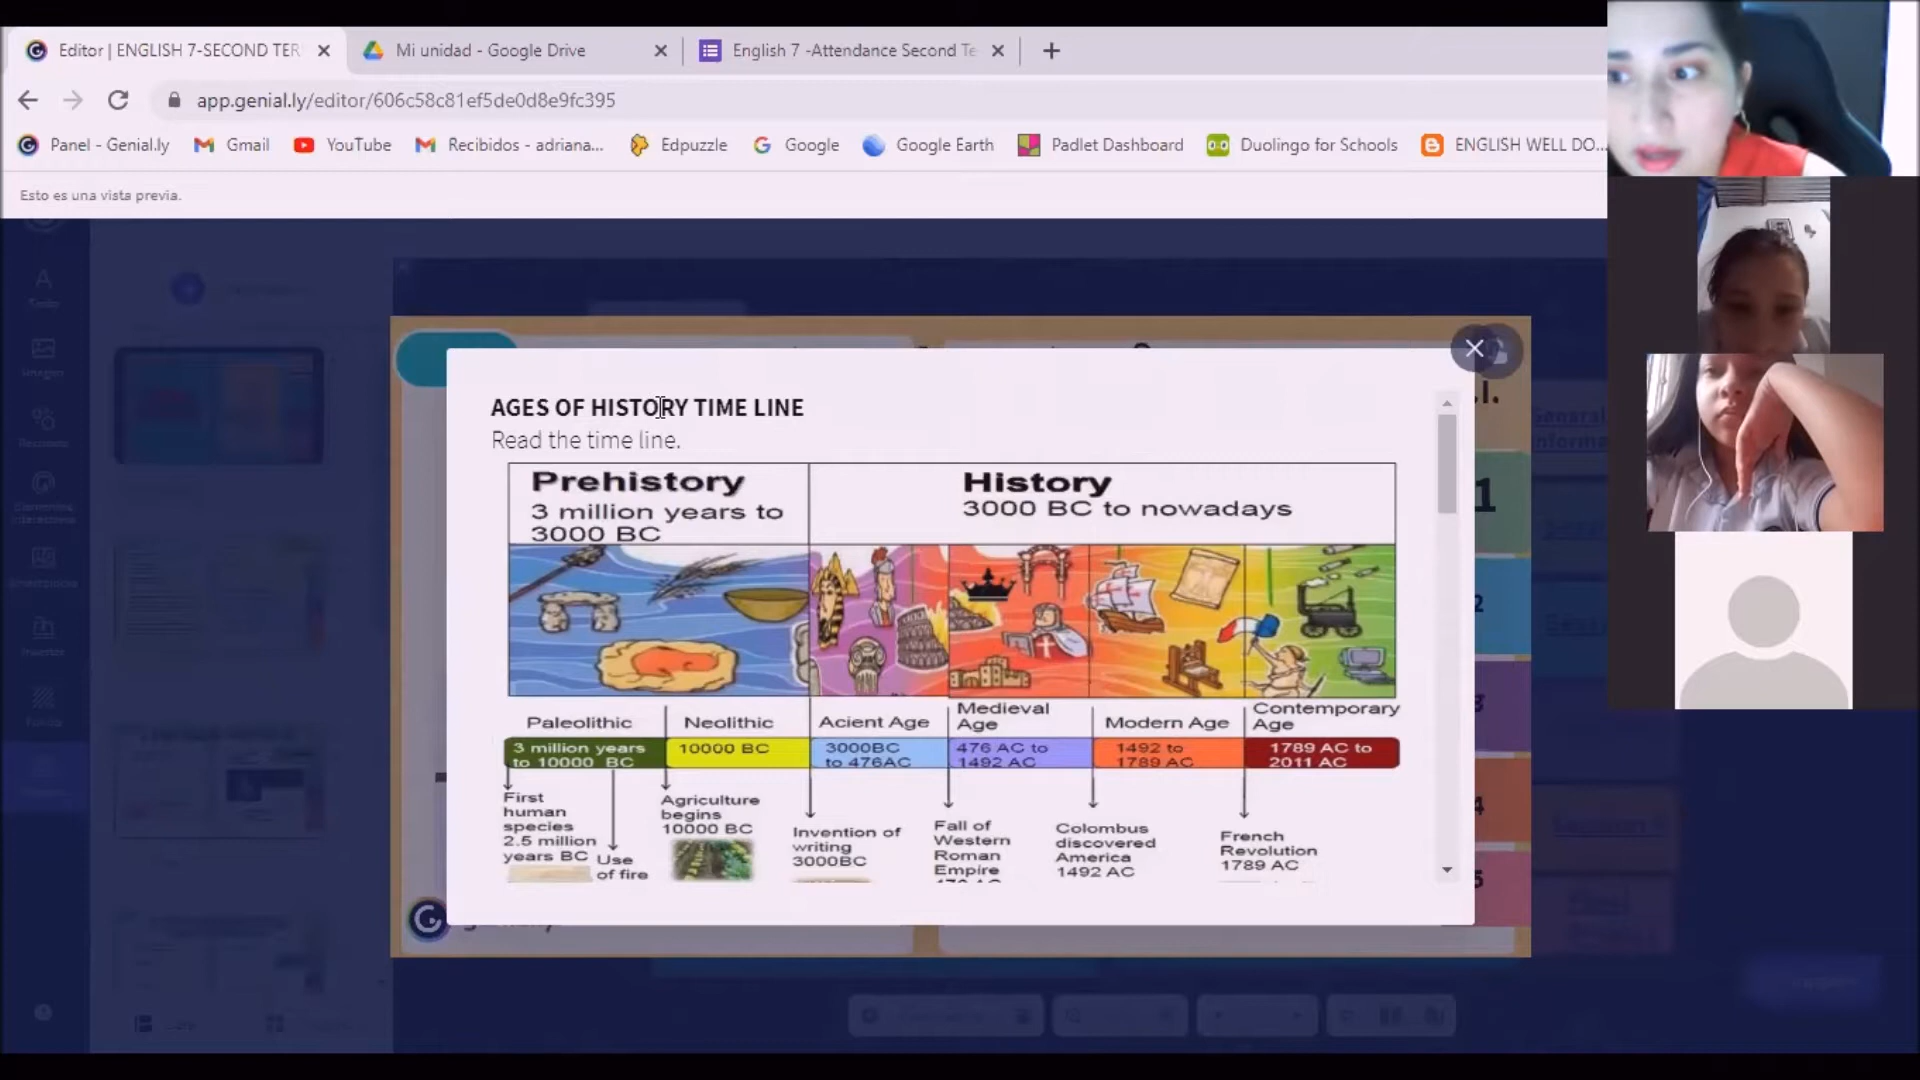 Editor | ENGLISH 7-SECOND TER
Mi unidad - Google Drive
English 7 -Attendance Second Te
app.genial.ly/editor/606c58c81ef5de0d8e9fc395
Panel - Genial.ly
Gmail
YouTube
Recibidos - adriana...
Edpuzzle
Google
Google Earth
Padlet Dashboard
Duolingo for Schools
ENGLISH WELL DO...
Esto es una vista previa.
AGES OF HISTORY TIME LINE
Read the time line.
Prehistory
3 million years to
3000 BC
History
3000 BC to nowadays
Paleolithic
Neolithic
Acient Age
Medieval
Age
Modern Age
Contemporary
Age
3 million years
to 10000 BC
10000 BC
3000BC
to 476AC
476 AC to
1492 AC
1492 to
1789 AC
1789 AC to
2011 AC
First
human
species
2.5 million
years BC
Use
of fire
Agriculture
begins
10000 BC
Invention of
writing
3000BC
Fall of
Western
Roman
Empire
Colombus
discovered
America
1492 AC
French
Revolution
1789 AC
General
1
2
3
4
5